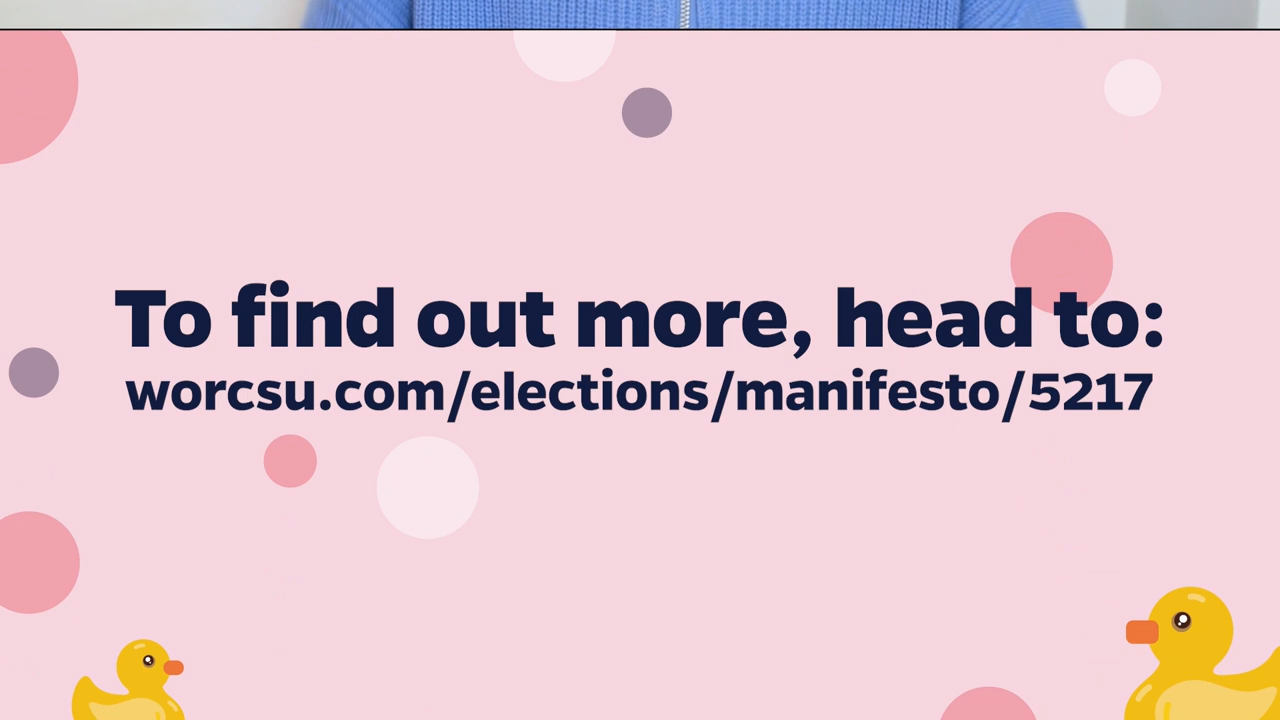 To find out more, head to:
worcsu.com/elections/manifesto/5217